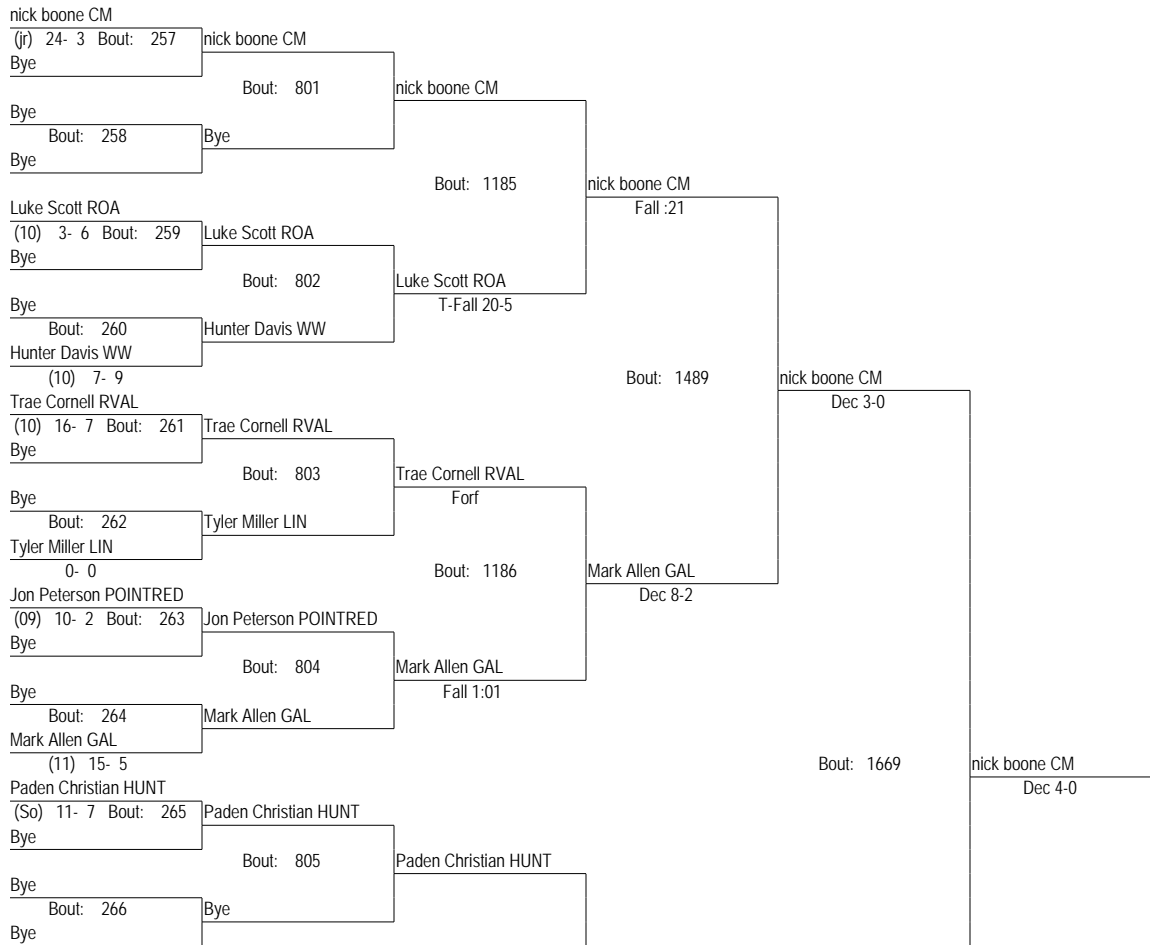 nick boone CM
(jr) 24- 3 Bout: 257 nick boone CM
Bye
Bout: 801 nick boone CM
Bye
Bout: 258 Bye
Bye
Bout: 1185 nick boone CM
Fall :21
Luke Scott ROA
(10) 3- 6 Bout: 259 Luke Scott ROA
Bye
Bout: 802 Luke Scott ROA
T-Fall 20-5
Bye
Bout: 260 Hunter Davis WW
Hunter Davis WW
(10) 7- 9
Bout: 1489 nick boone CM
Dec 3-0
Trae Cornell RVAL
(10) 16- 7 Bout: 261 Trae Cornell RVAL
Bye
Bout: 803 Trae Cornell RVAL
Forf
Bye
Bout: 262 Tyler Miller LIN
Tyler Miller LIN
0- 0
Bout: 1186 Mark Allen GAL
Dec 8-2
Jon Peterson POINTRED
(09) 10- 2 Bout: 263 Jon Peterson POINTRED
Bye
Bout: 804 Mark Allen GAL
Fall 1:01
Bye
Bout: 264 Mark Allen GAL
Mark Allen GAL
(11) 15- 5
Bout: 1669 nick boone CM
Dec 4-0
Paden Christian HUNT
(So) 11- 7 Bout: 265 Paden Christian HUNT
Bye
Bout: 805 Paden Christian HUNT
Bye
Bout: 266 Bye
Bye